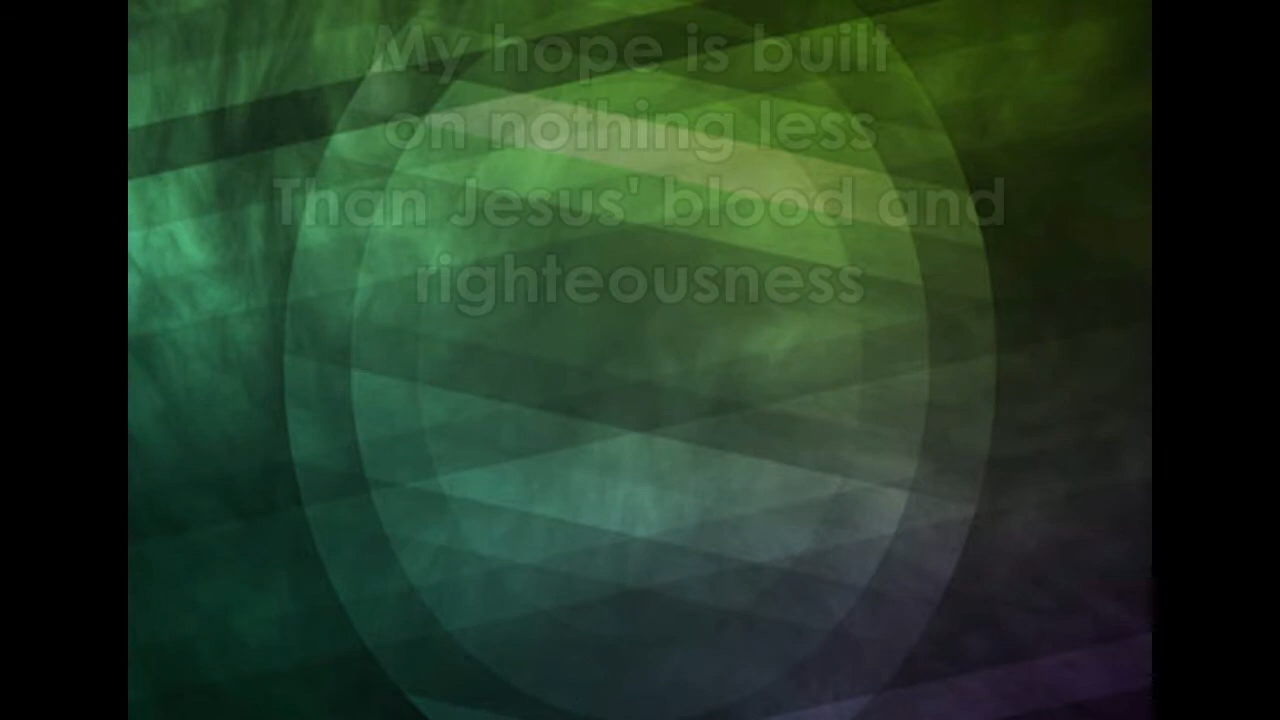 My hope is built
on nothing less
Than Jesus' blood and
righteousness